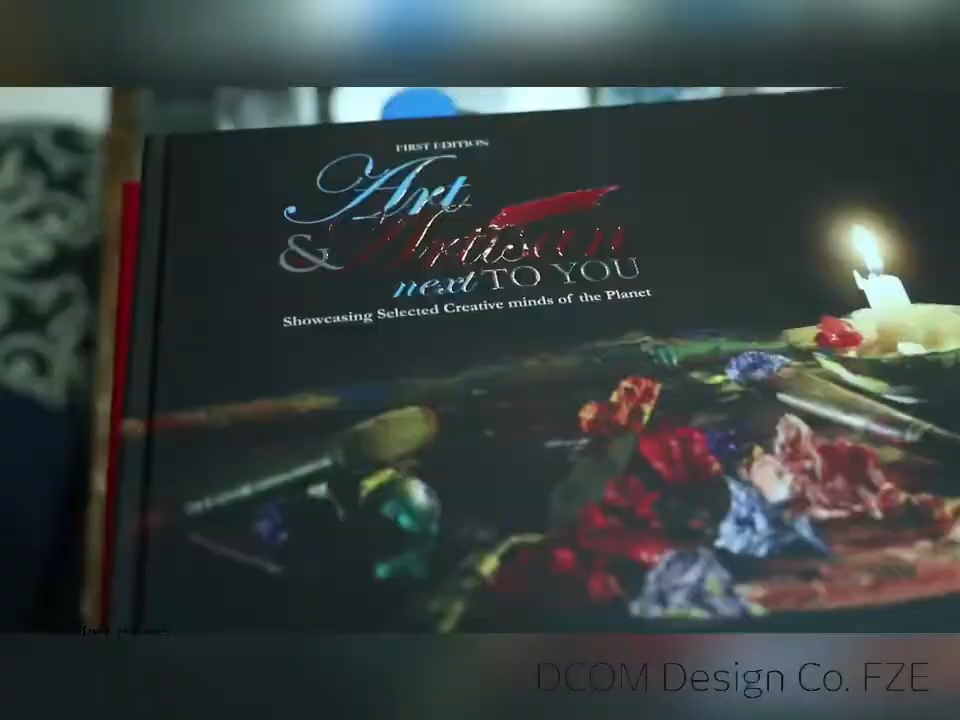 FIRST EDITION
Art
& Artisan
next TO YOU
Showcasing Selected Creative minds of the Planet
DCOM Design Co. FZE